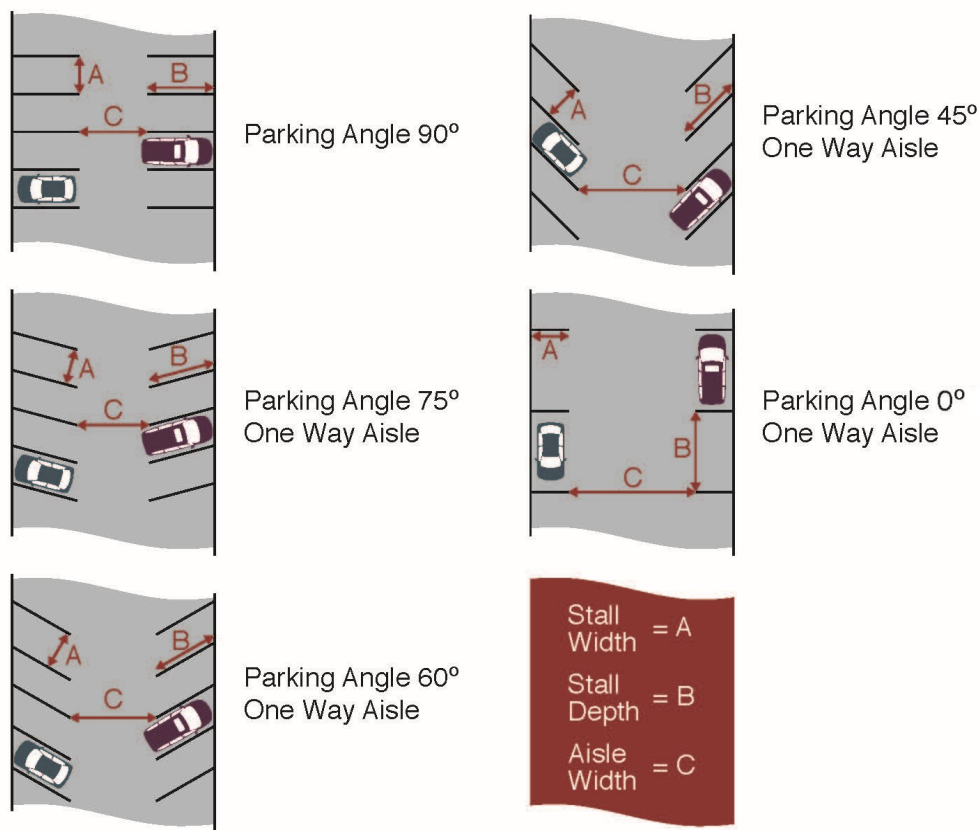 A
B
C
Parking Angle 90º
A
B
C
Parking Angle 45º
One Way Aisle
A
B
C
Parking Angle 75º
One Way Aisle
A
B
C
Parking Angle 0º
One Way Aisle
A
B
C
Parking Angle 60º
One Way Aisle
Stall
Width = A
Stall
Depth = B
Aisle
Width = C